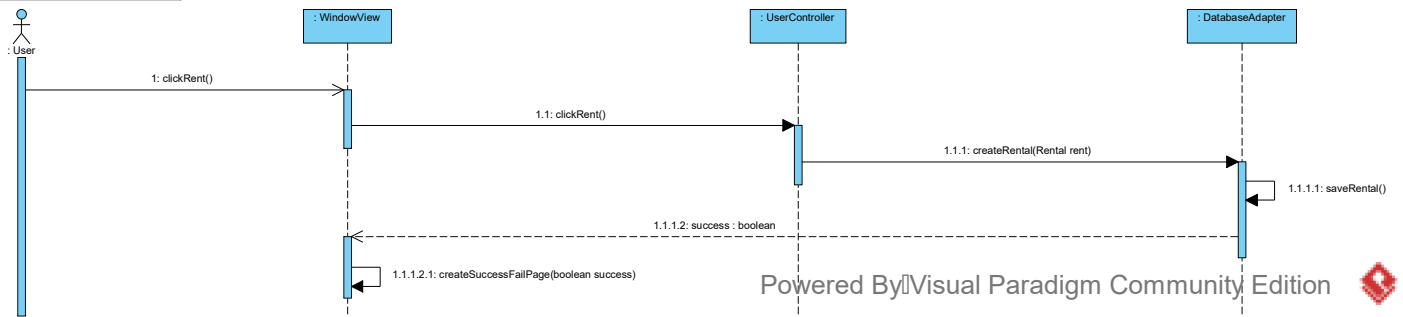 : WindowView
: UserController
: DatabaseAdapter
: User
1: clickRent()
1.1: clickRent()
1.1.1: createRental(Rental rent)
1.1.1.1: saveRental()
1.1.1.2: success : boolean
1.1.1.2.1: createSuccessFailPage(boolean success)
Powered By Visual Paradigm Community Edition